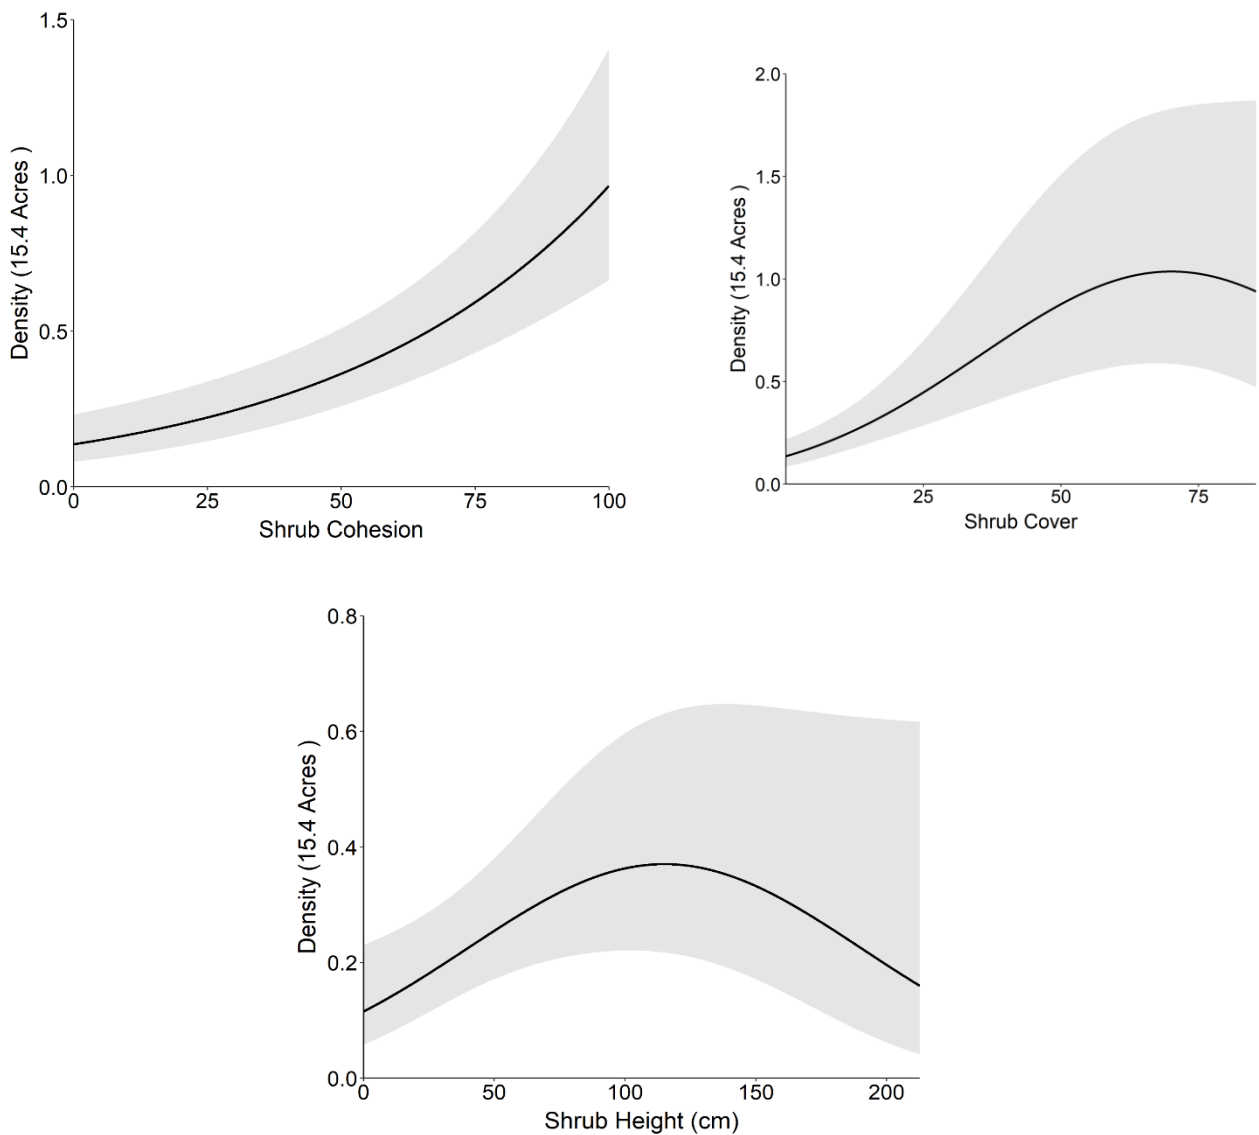 1.5
1.0
0.5
0.0
Density (15.4 Acres )
0 25 50 75 100
Shrub Cohesion
2.0
1.5
1.0
0.5
0.0
Density (15.4 Acres )
25 50 75
Shrub Cover
0.8
0.6
0.4
0.2
0.0
Density (15.4 Acres )
0 50 100 150 200
Shrub Height (cm)